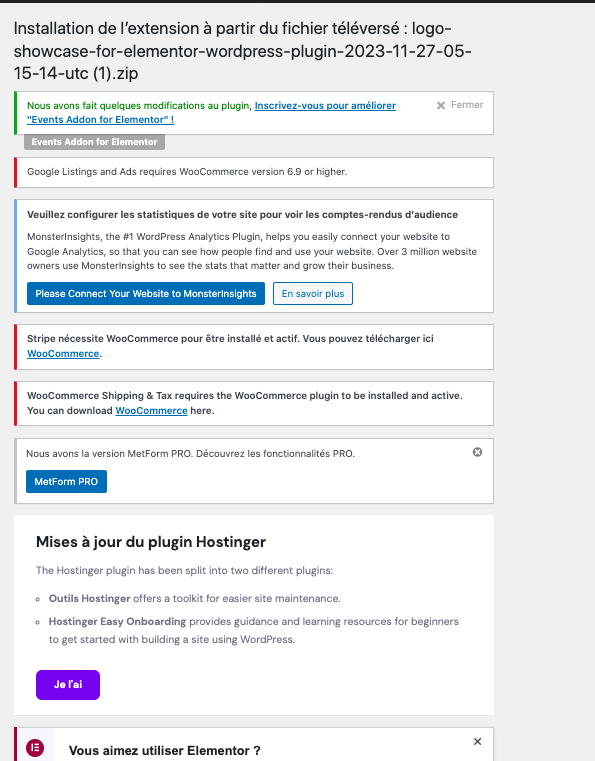 Installation de l’extension à partir du fichier téléversé : logo-
showcase-for-elementor-wordpress-plugin-2023-11-27-05-
15-14-utc (1).zip
Nous avons fait quelques modifications au plugin, Inscrivez-vous pour améliorer
"Events Addon for Elementor" !
Fermer
Events Addon for Elementor
Google Listings and Ads requires WooCommerce version 6.9 or higher.
Veuillez configurer les statistiques de votre site pour voir les comptes-rendus d’audience
MonsterInsights, the #1 WordPress Analytics Plugin, helps you easily connect your website to
Google Analytics, so that you can see how people find and use your website. Over 3 million website
owners use MonsterInsights to see the stats that matter and grow their business.
Please Connect Your Website to MonsterInsights
En savoir plus
Stripe nécessite WooCommerce pour être installé et actif. Vous pouvez télécharger ici
WooCommerce.
WooCommerce Shipping & Tax requires the WooCommerce plugin to be installed and active.
You can download WooCommerce here.
Nous avons la version MetForm PRO. Découvrez les fonctionnalités PRO.
MetForm PRO
Mises à jour du plugin Hostinger
The Hostinger plugin has been split into two different plugins:
Outils Hostinger offers a toolkit for easier site maintenance.
Hostinger Easy Onboarding provides guidance and learning resources for beginners
to get started with building a site using WordPress.
Je l'ai
Vous aimez utiliser Elementor ?